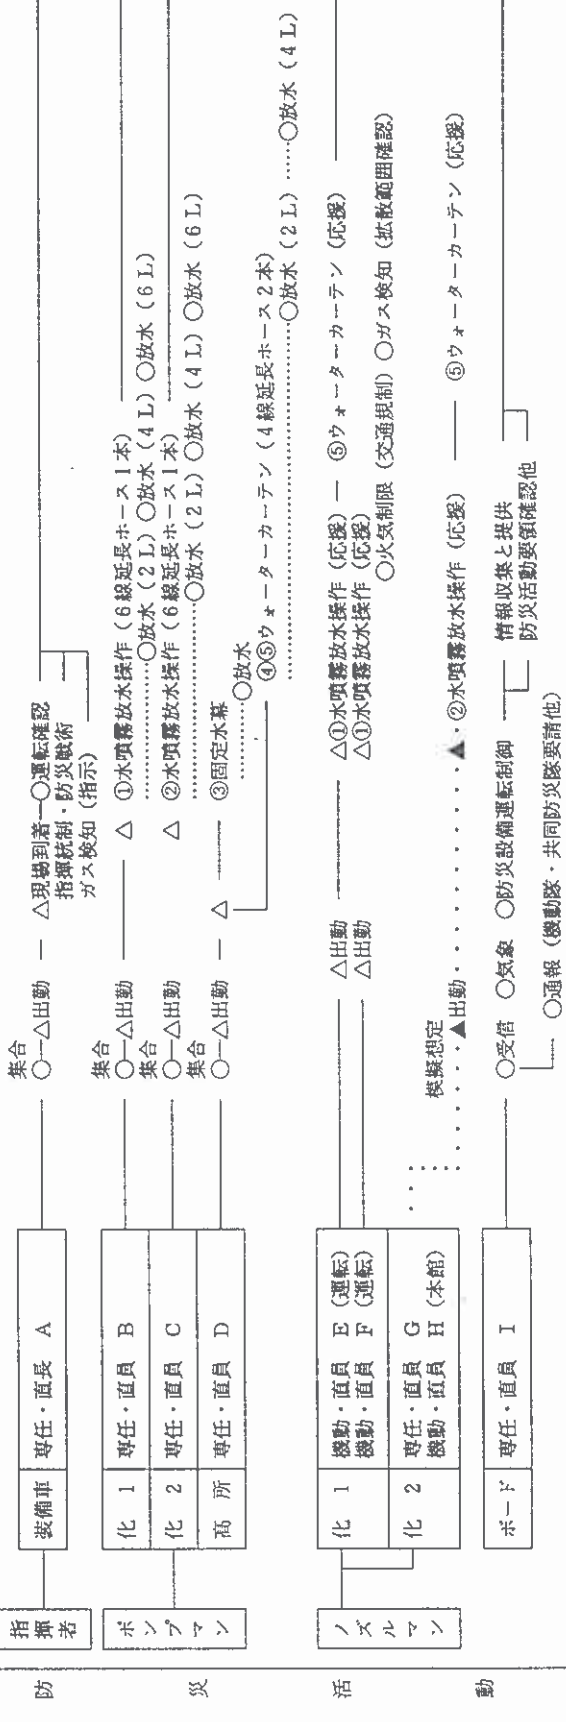 防災活動
指揮者
装備車 専任・直長 A
集合
○—△出動 — △現場到着—○運転確認
指揮統制・防災戦術
ガス検知（指示）
ポンプマン
化 1 専任・直員 B
集合
○—△出動 — △ ①水噴霧放水操作（6線延長ホース1本）
○放水（2L）○放水（4L）○放水（6L）
化 2 専任・直員 C
集合
○—△出動 — △ ②水噴霧放水操作（6線延長ホース1本）
○放水（2L）○放水（4L）○放水（6L）
高 所 専任・直員 D
集合
○—△出動 — △ — ③固定水幕
○放水
④⑤ウォーターカーテン（4線延長ホース2本）
○放水（2L）……○放水（4L）
ノズルマン
化 1 機動・直員 E（運転）
△出動 — △①水噴霧放水操作（応援） — ⑤ウォーターカーテン（応援）
機動・直員 F（運転）
△出動 △①水噴霧放水操作（応援）
○火気制限（交通規制）○ガス検知（拡散範囲確認）
化 2 専任・直員 G
機動・直員 H（本館）
模擬想定
▲出動・・・・・・▲・②水噴霧放水操作（応援） — ⑤ウォーターカーテン（応援）
ボード 専任・直員 I
○受信 ○気象 ○防災設備運転制御 情報収集と提供
防災活動要領確認他
○通報（機動隊・共同防災隊要請他）